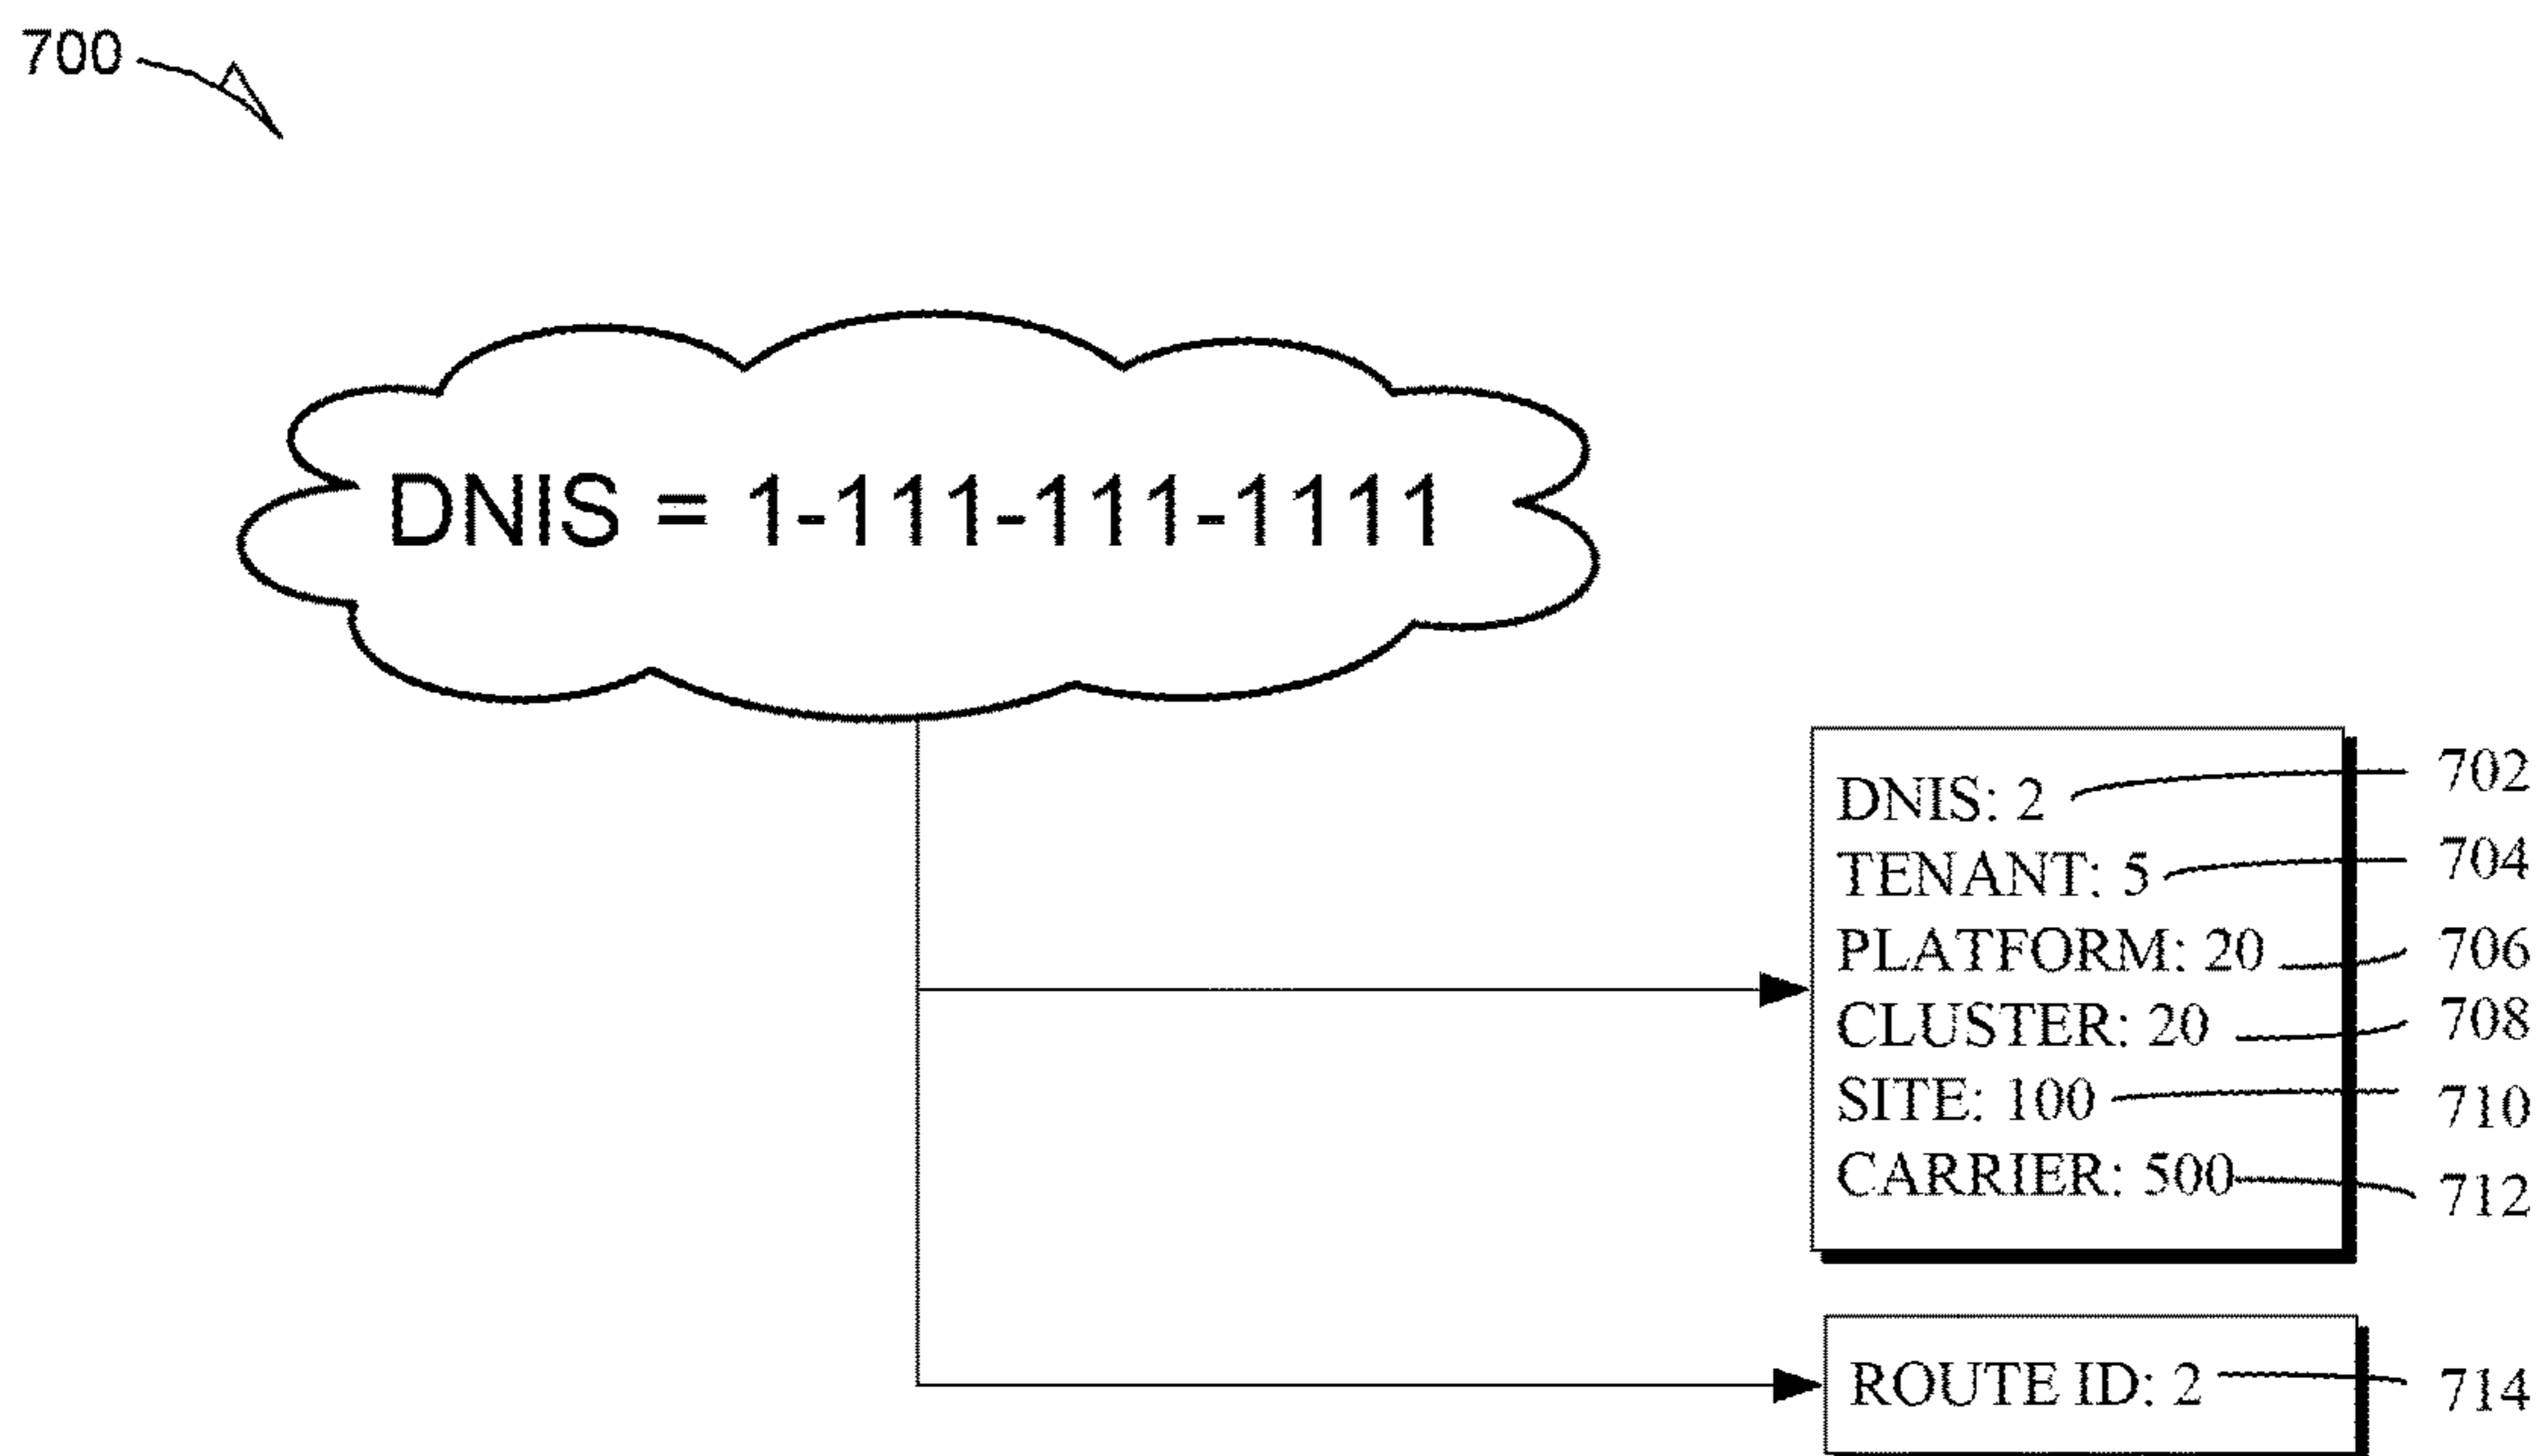 700
DNIS = 1-111-111-1111
DNIS: 2 702
TENANT: 5 704
PLATFORM: 20 706
CLUSTER: 20 708
SITE: 100 710
CARRIER: 500 712
ROUTE ID: 2 714